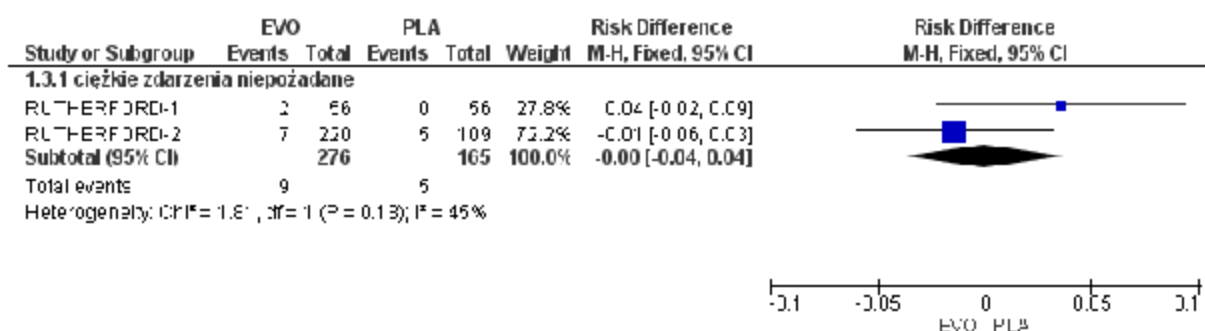 EVO PLA Risk Difference Risk Difference
Study or Subgroup Events Total Events Total Weight M-H, Fixed, 95% CI M-H, Fixed, 95% CI
1.3.1 ciężkie zdarzenia niepożądane
RUTHERFORD-1 2 56 0 56 27.8% 0.04 [-0.02, 0.09]
RUTHERFORD-2 7 220 5 109 72.2% -0.01 [-0.06, 0.03]
Subtotal (95% CI) 276 165 100.0% -0.00 [-0.04, 0.04]
Total events 9 5
Heterogeneity: Chi² = 1.81, df = 1 (P = 0.18); I² = 45%
-0.1 -0.05 0 0.05 0.1
EVO PLA